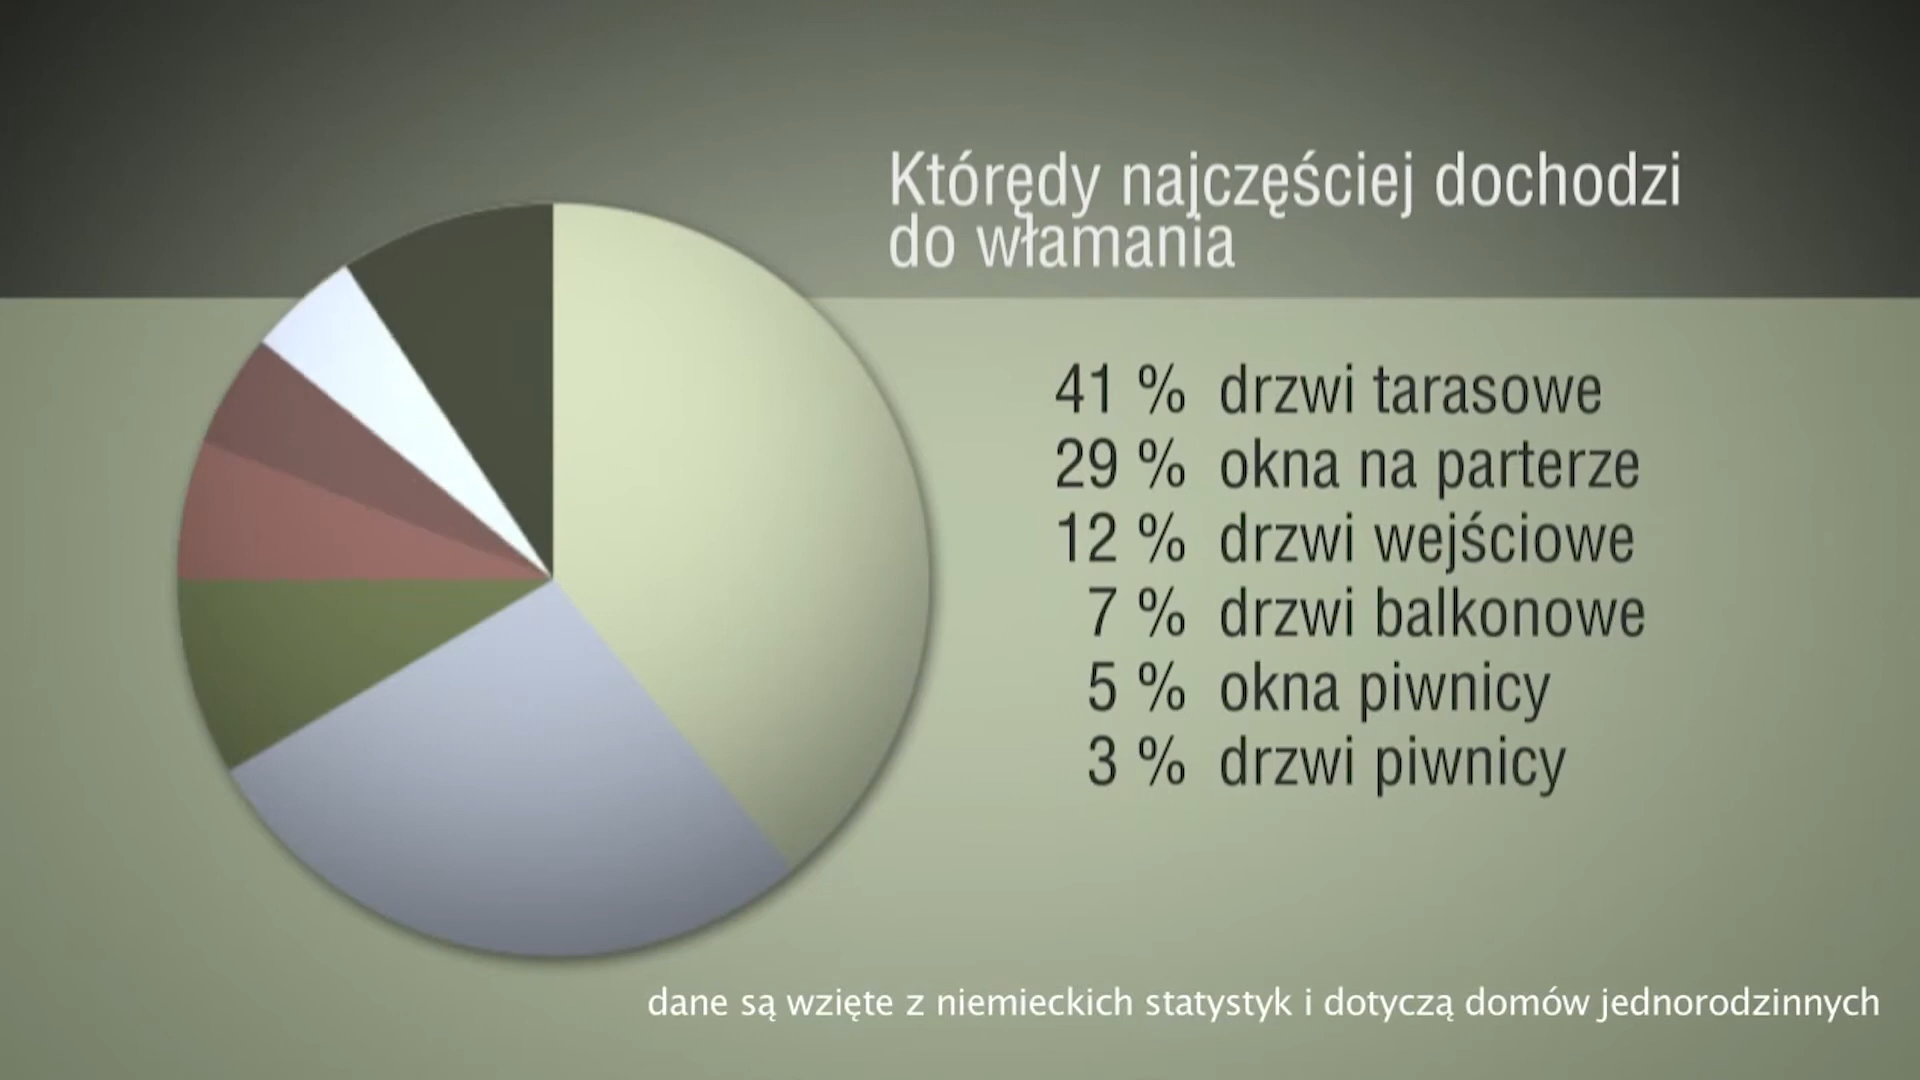 Którędy najczęściej dochodzi
do włamania
41 % drzwi tarasowe
29 % okna na parterze
12 % drzwi wejściowe
7 % drzwi balkonowe
5 % okna piwnicy
3 % drzwi piwnicy
dane są wzięte z niemieckich statystyk i dotyczą domów jednorodzinnych